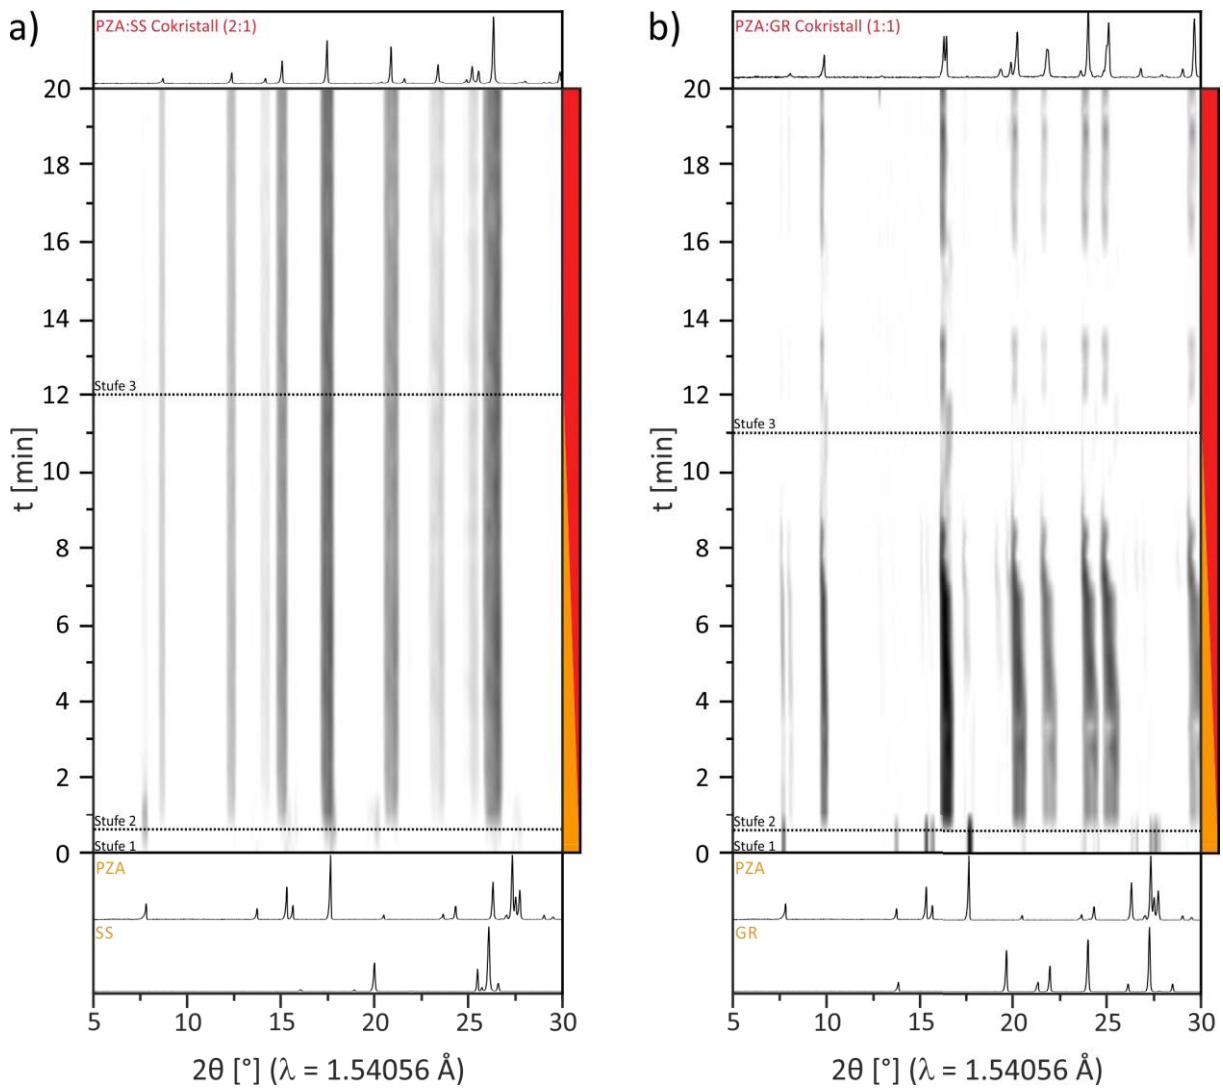 a)
PZA:SS Cokristall (2:1)
20
18
16
14
12
10
8
6
4
2
0
t [min]
Stufe 3
Stufe 2
Stufe 1
PZA
SS
5
10
15
20
25
30
2θ [°] (λ = 1.54056 Å)
b)
PZA:GR Cokristall (1:1)
20
18
16
14
12
10
8
6
4
2
0
t [min]
Stufe 3
Stufe 2
Stufe 1
PZA
GR
5
10
15
20
25
30
2θ [°] (λ = 1.54056 Å)